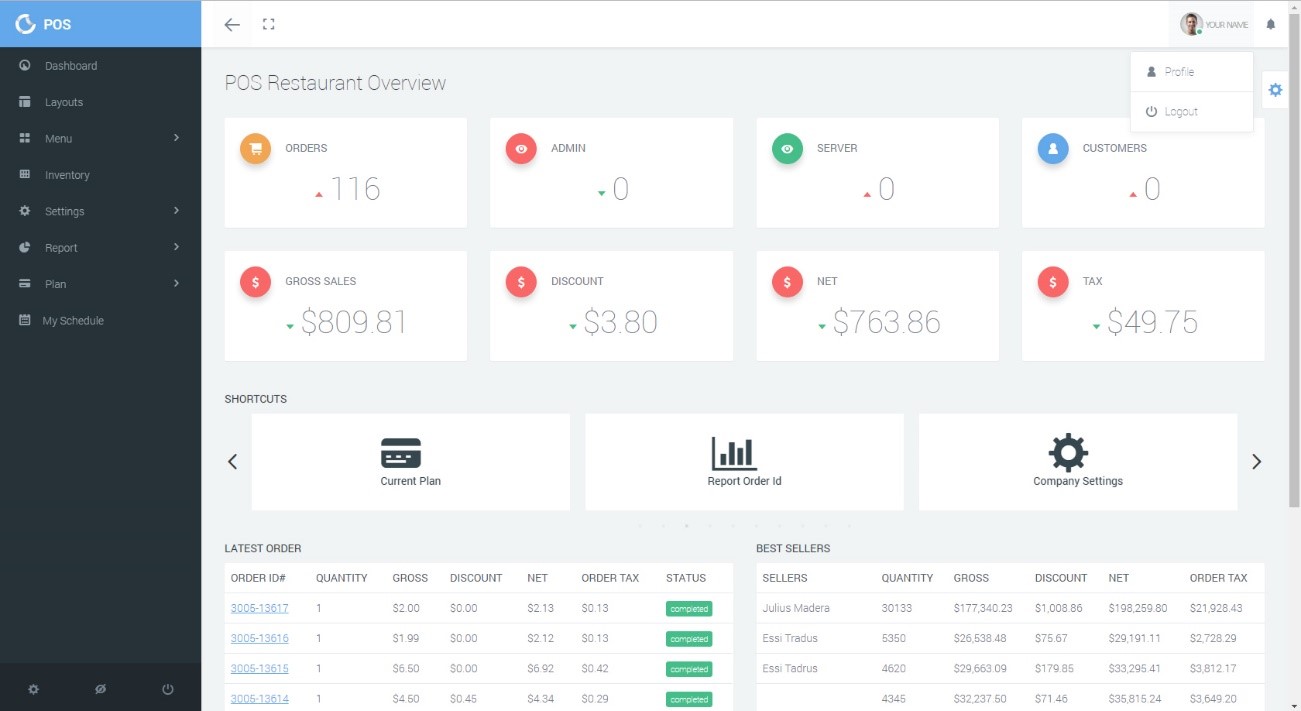 POS
YOUR NAME
Dashboard
Layouts
Menu
Inventory
Settings
Report
Plan
My Schedule
Profile
Logout
POS Restaurant Overview
ORDERS ADMIN SERVER CUSTOMERS
116 0 0 0
GROSS SALES DISCOUNT NET TAX
$809.81 $3.80 $763.86 $49.75
SHORTCUTS
Current Plan Report Order Id Company Settings
LATEST ORDER
ORDER ID# QUANTITY GROSS DISCOUNT NET ORDER TAX STATUS
3005-13617 1 $2.00 $0.00 $2.13 $0.13 completed
3005-13616 1 $1.99 $0.00 $2.12 $0.13 completed
3005-13615 1 $6.50 $0.00 $6.92 $0.42 completed
3005-13614 1 $4.50 $0.45 $4.34 $0.29 completed
BEST SELLERS
SELLERS QUANTITY GROSS DISCOUNT NET ORDER TAX
Julius Madera 30133 $177,340.23 $1,008.86 $198,259.80 $21,928.43
Essi Tradus 5350 $26,538.48 $75.67 $29,191.11 $2,728.29
Essi Tadrus 4620 $29,663.09 $179.85 $33,295.41 $3,812.17
4345 $32,237.50 $71.46 $35,815.24 $3,649.20